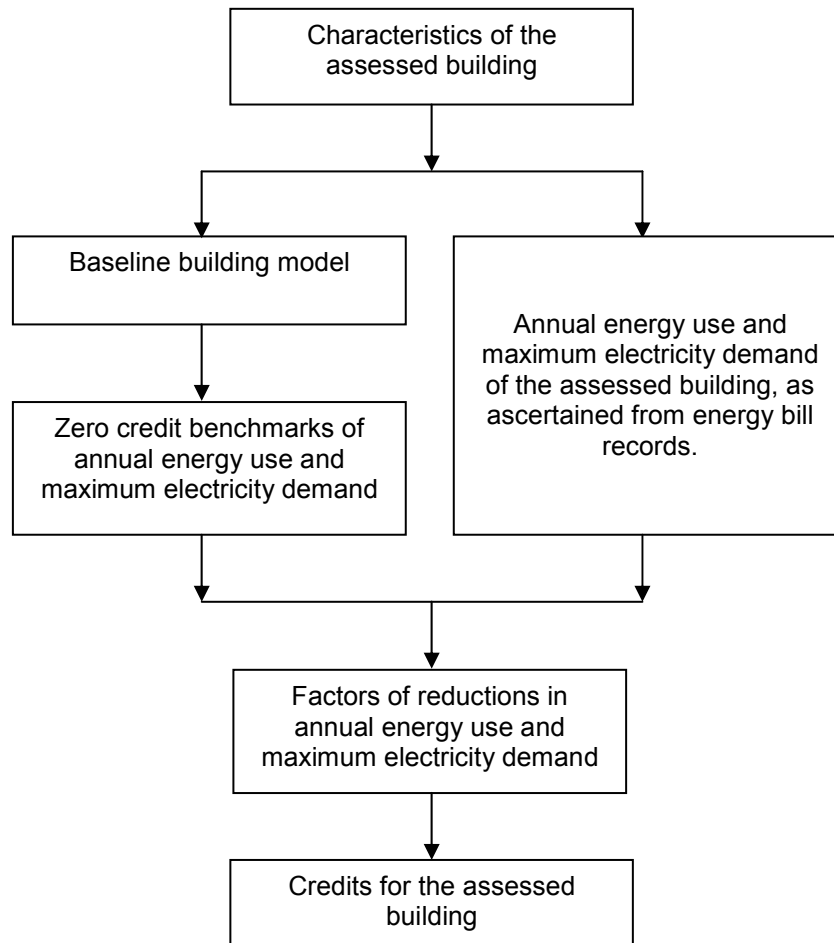 Characteristics of the
assessed building
Baseline building model
Zero credit benchmarks of
annual energy use and
maximum electricity demand
Annual energy use and
maximum electricity demand
of the assessed building, as
ascertained from energy bill
records.
Factors of reductions in
annual energy use and
maximum electricity demand
Credits for the assessed
building